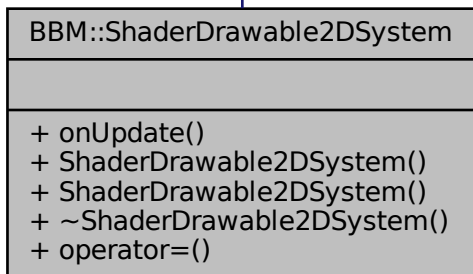 BBM::ShaderDrawable2DSystem
+ onUpdate()
+ ShaderDrawable2DSystem()
+ ShaderDrawable2DSystem()
+ ~ShaderDrawable2DSystem()
+ operator=()